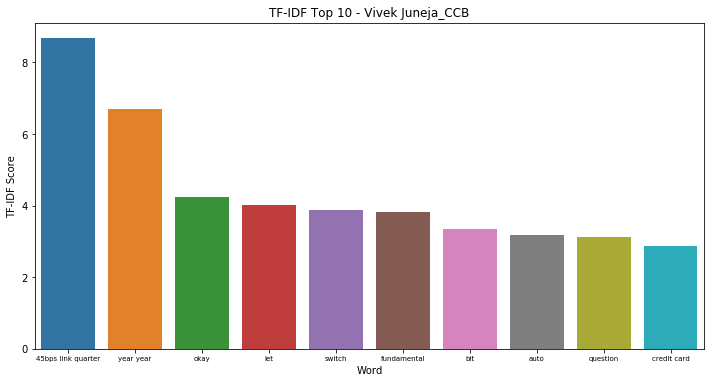 TF-IDF Top 10 - Vivek Juneja_CCB
TF-IDF Score
8
6
4
2
0
45bps link quarter year year okay let switch fundamental bit auto question credit card
Word